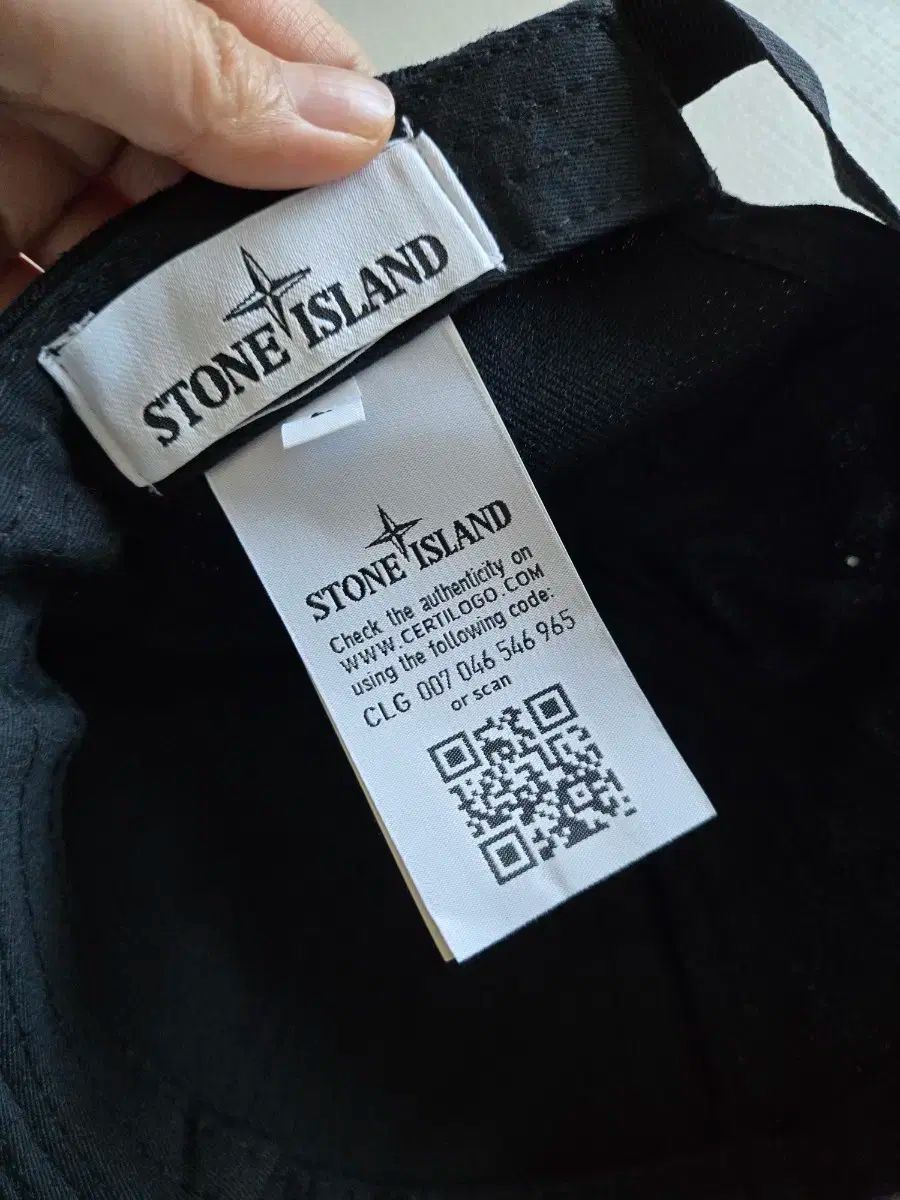 STONE ISLAND
STONE ISLAND
Check the authenticity on
WWW.CERTILOGO.COM
using the following code:
CLG 007 046 546 965
or scan